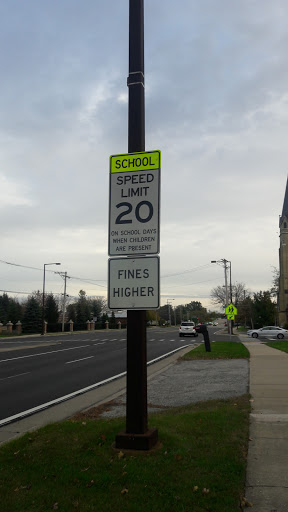 SCHOOL
SPEED
LIMIT
20
ON SCHOOL DAYS
WHEN CHILDREN
ARE PRESENT
FINES
HIGHER